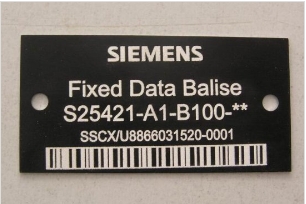 SIEMENS
Fixed Data Balise
S25421-A1-B100-**
SSCX/U8866031520-0001